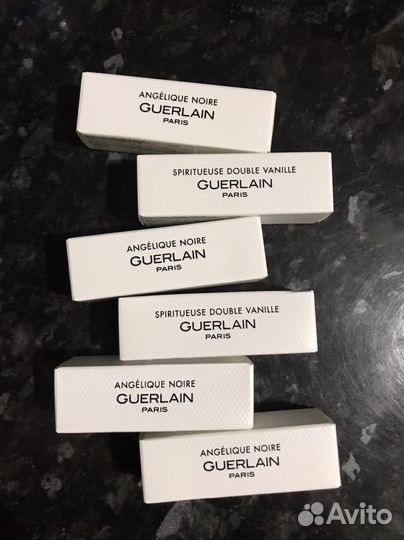 ANGÉLIQUE NOIRE
GUERLAIN
PARIS
SPIRITUEUSE DOUBLE VANILLE
GUERLAIN
PARIS
ANGÉLIQUE NOIRE
GUERLAIN
PARIS
SPIRITUEUSE DOUBLE VANILLE
GUERLAIN
PARIS
ANGÉLIQUE NOIRE
GUERLAIN
PARIS
ANGÉLIQUE NOIRE
GUERLAIN
PARIS
Avito